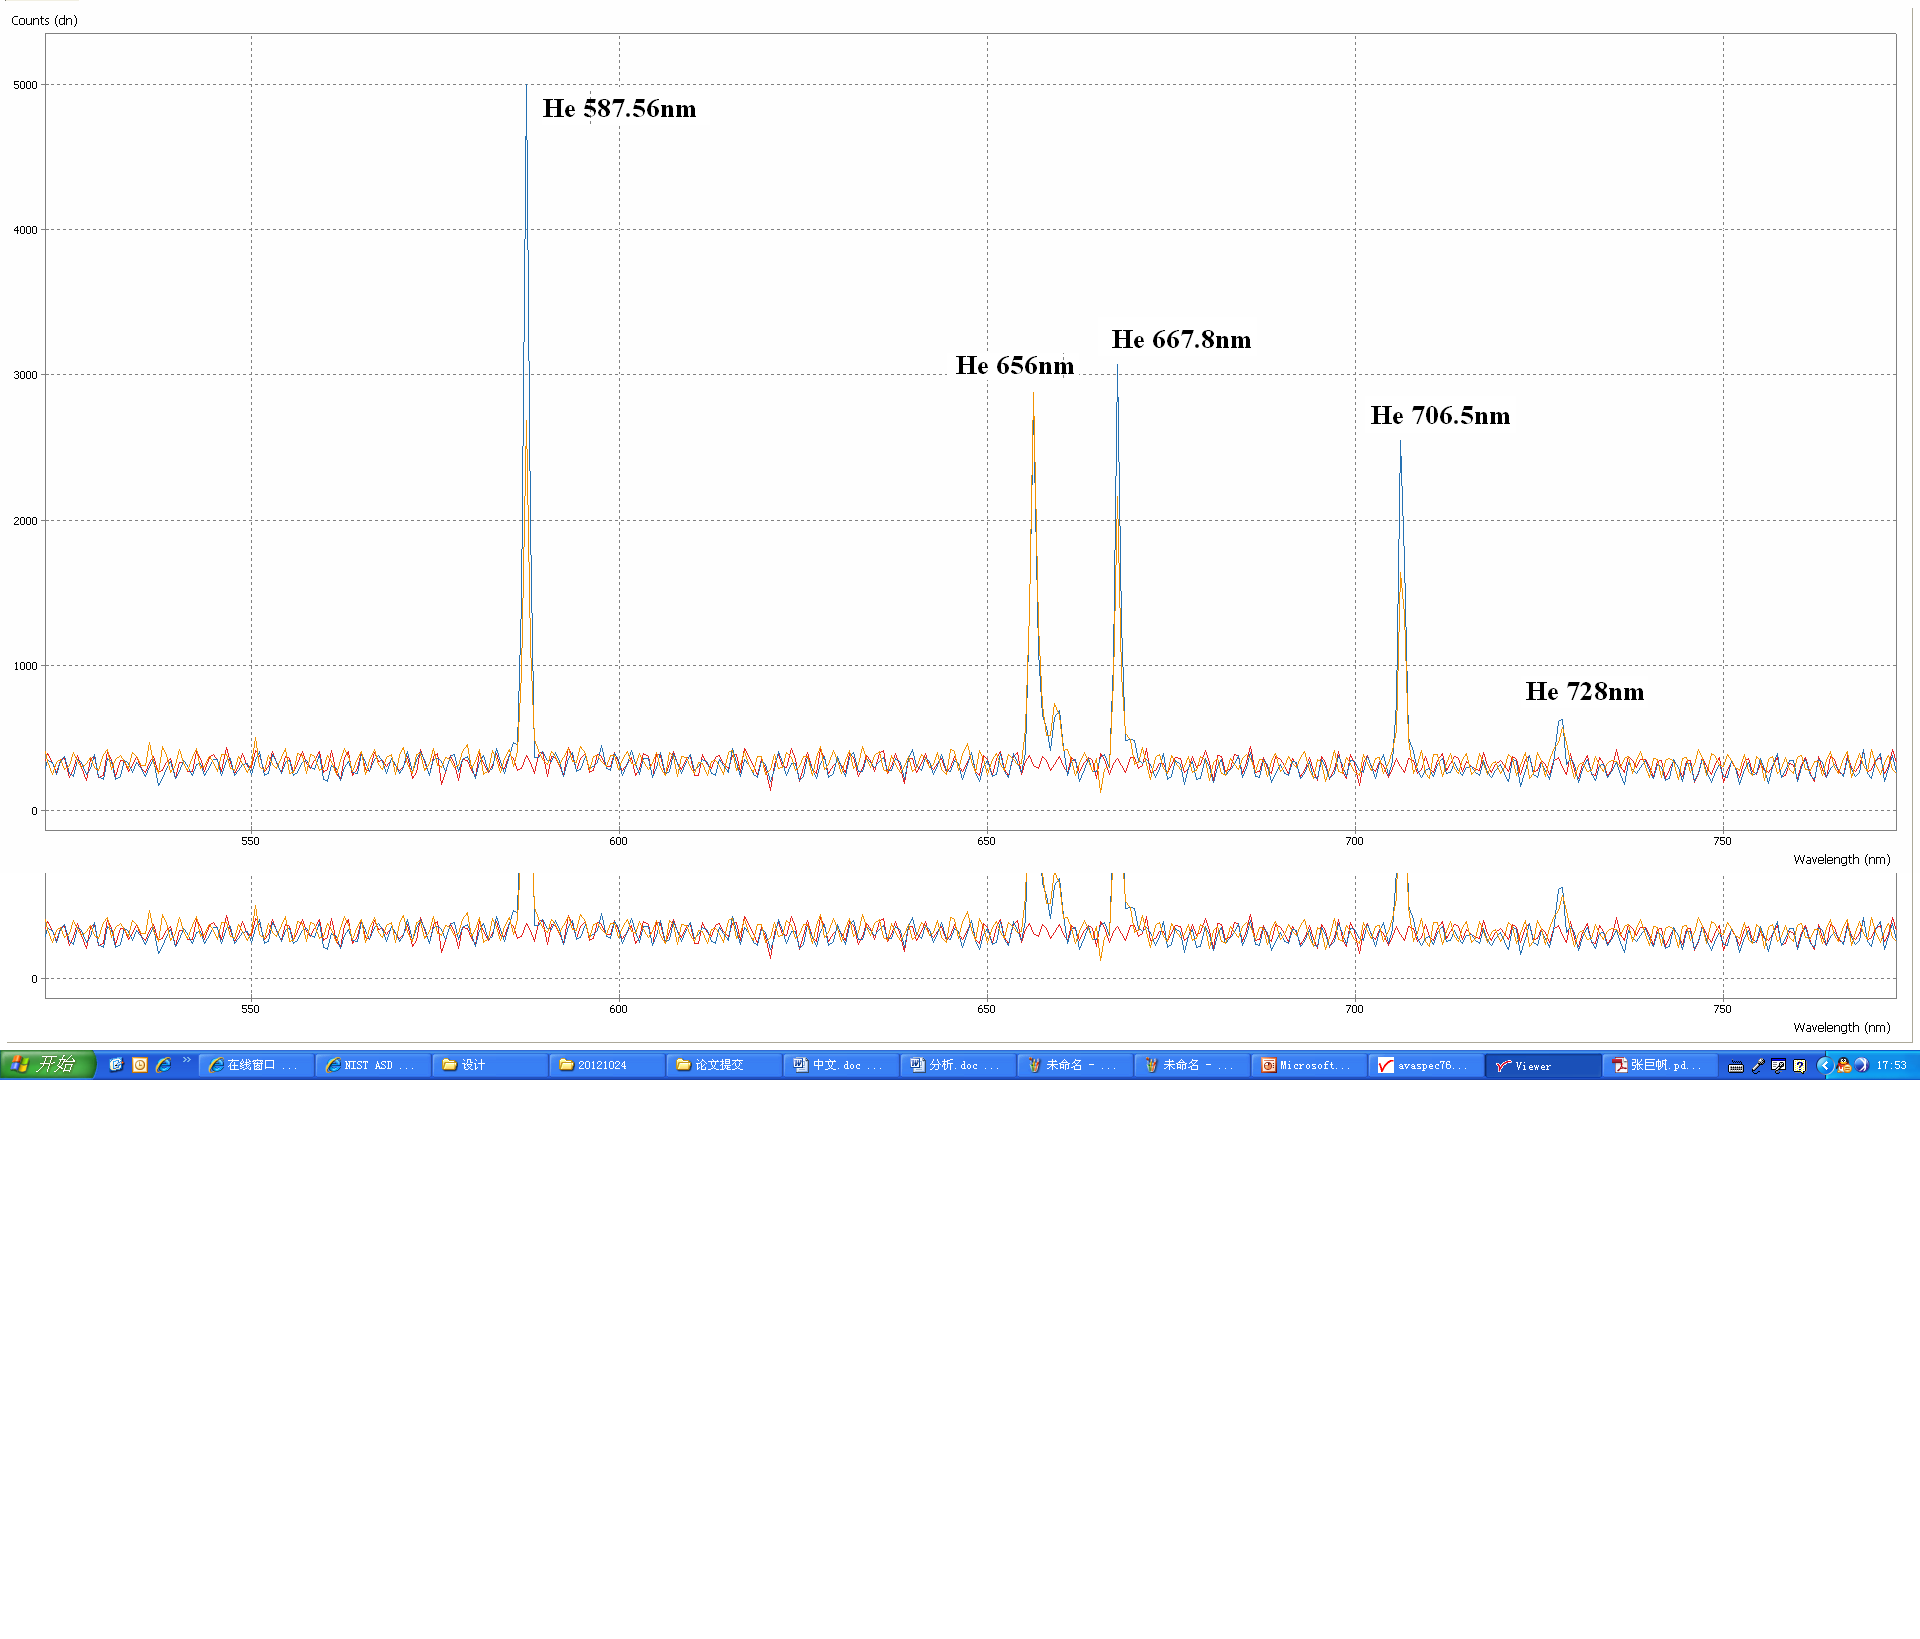 Counts (dn)
5000
He 587.56nm
4000
He 667.8nm
He 656nm
3000
He 706.5nm
2000
He 728nm
1000
0
550 600 650 700 750
Wavelength (nm)
0
550 600 650 700 750
Wavelength (nm)
开始 » 在线窗口 ... NIST ASD ... 设计 20121024 论文提交 中文.doc ... 分析.doc ... 未命名 - ... 未命名 - ... Microsoft... avaspec76... Viewer 张巨帆.pd... 17:53